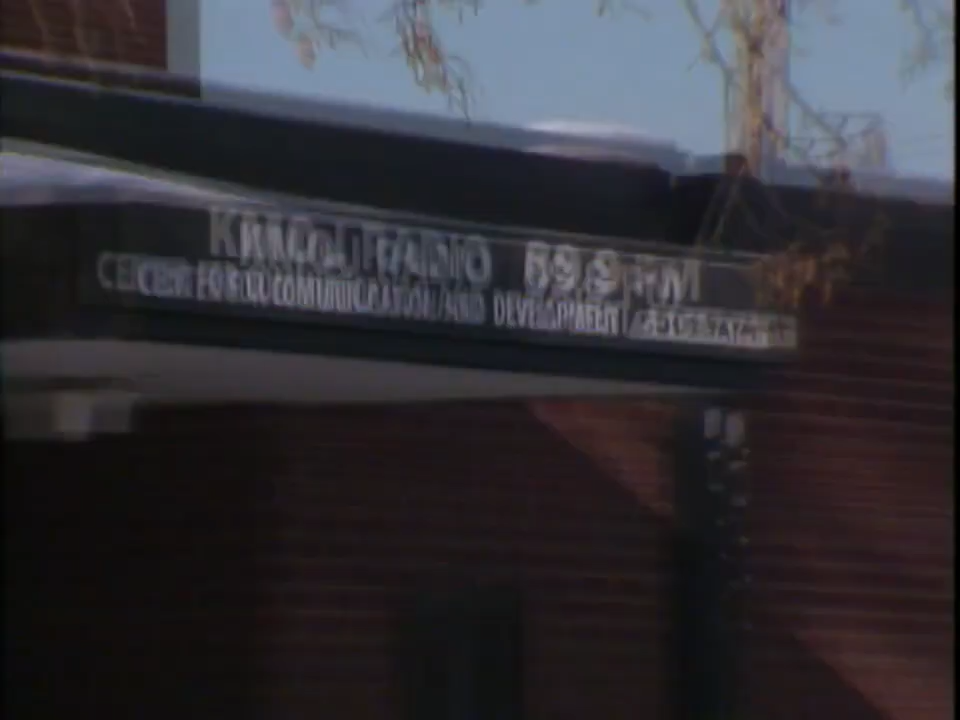 KMOJ RADIO 89.9 FM
CENTER FOR COMMUNICATION AND DEVELOPMENT